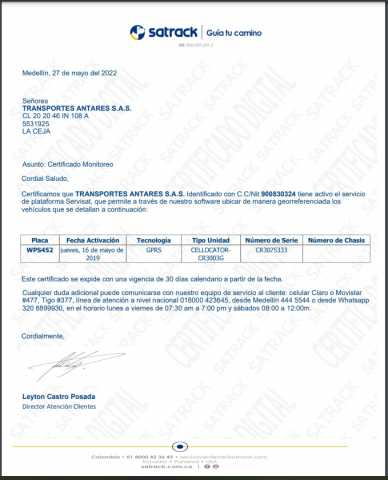 satrack | Guía tu camino
Medellín, 27 de mayo del 2022
Señores
TRANSPORTES ANTARES S.A.S.
CL 20 20 46 IN 108 A
5531925
LA CEJA
Asunto: Certificado Monitoreo
Cordial Saludo,
Certificamos que TRANSPORTES ANTARES S.A.S. Identificado con C.C/Nit 900830324 tiene activo el servicio
de plataforma Servisat, que permite a través de nuestro software ubicar de manera georreferenciada los
vehículos que se detallan a continuación:
Placa Fecha Activación Tecnología Tipo Unidad Número de Serie Número de Chasis
WPS452 jueves, 16 de mayo de GPRS CELLOCATOR- CR3025333
2019 CR300SG
Este certificado se expide con una vigencia de 30 días calendario a partir de la fecha.
Cualquier duda adicional puede comunicarse con nuestro equipo de servicio al cliente: celular Claro o Movistar
#477, Tigo #377, línea de atención a nivel nacional 018000 423645, desde Medellín 444 5544 o desde Whatsapp
320 6899930, en el horario lunes a viernes de 07:30 am a 7:00 pm y sábados 08:00 a 12:00m.
Cordialmente,
Leyton Castro Posada
Director Atención Clientes
satrack.com.co